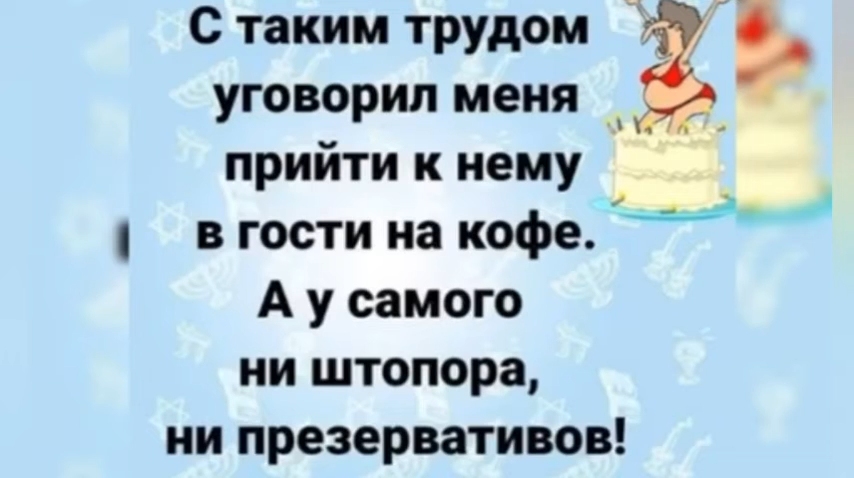 С таким трудом
уговорил меня
прийти к нему
в гости на кофе.
А у самого
ни штопора,
ни презервативов!